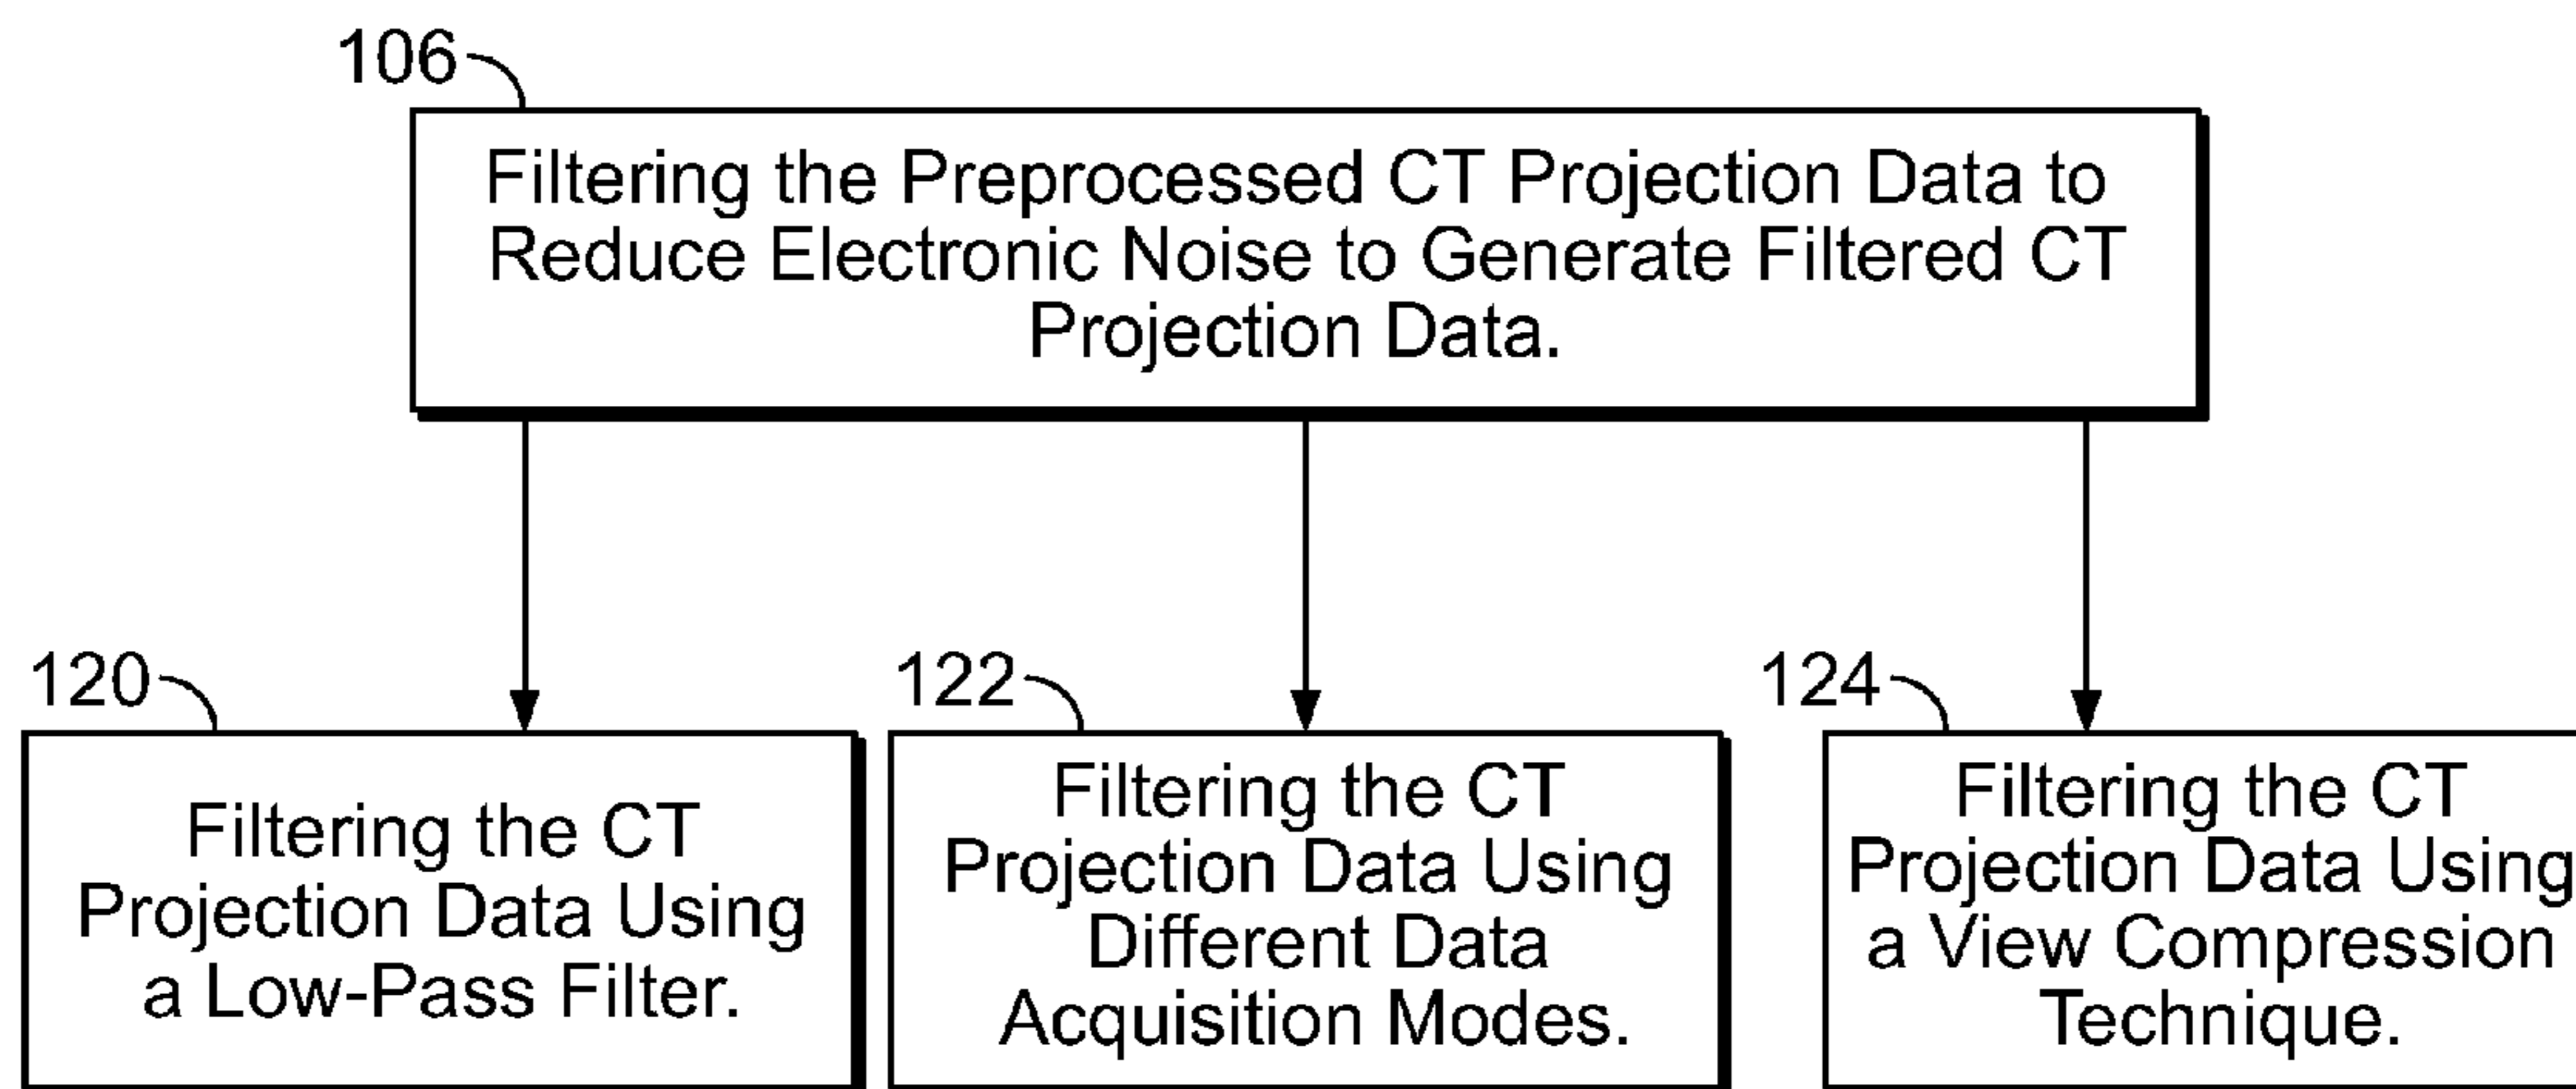 106
Filtering the Preprocessed CT Projection Data to
Reduce Electronic Noise to Generate Filtered CT
Projection Data.
120
Filtering the CT
Projection Data Using
a Low-Pass Filter.
122
Filtering the CT
Projection Data Using
Different Data
Acquisition Modes.
124
Filtering the CT
Projection Data Using
a View Compression
Technique.